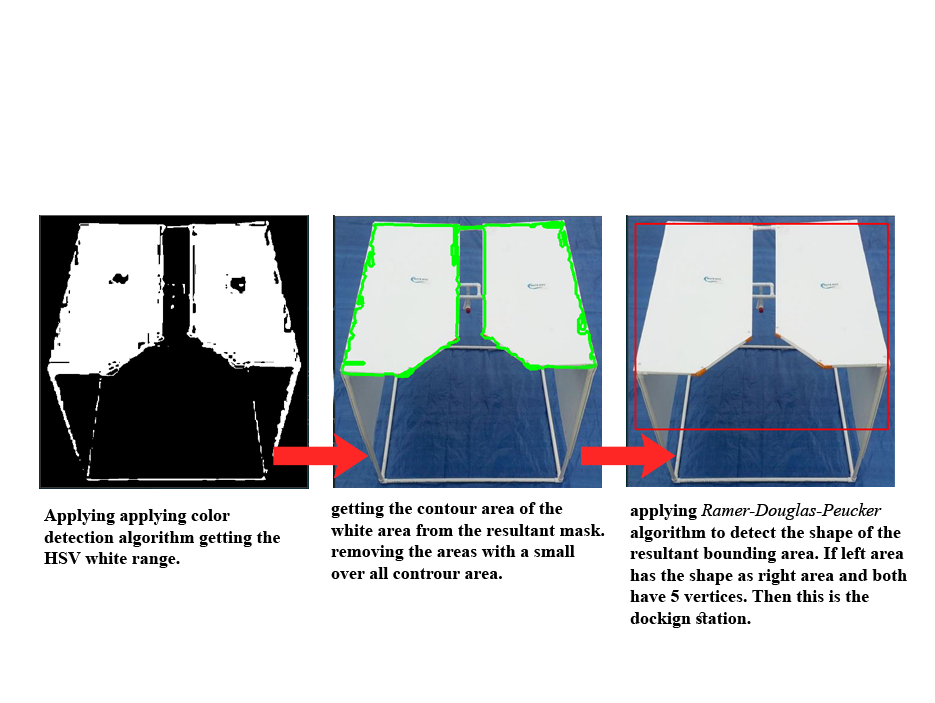 Applying applying color
detection algorithm getting the
HSV white range.
getting the contour area of the
white area from the resultant mask.
removing the areas with a small
over all controur area.
applying Ramer-Douglas-Peucker
algorithm to detect the shape of the
resultant bounding area. If left area
has the shape as right area and both
have 5 vertices. Then this is the
dockign station.